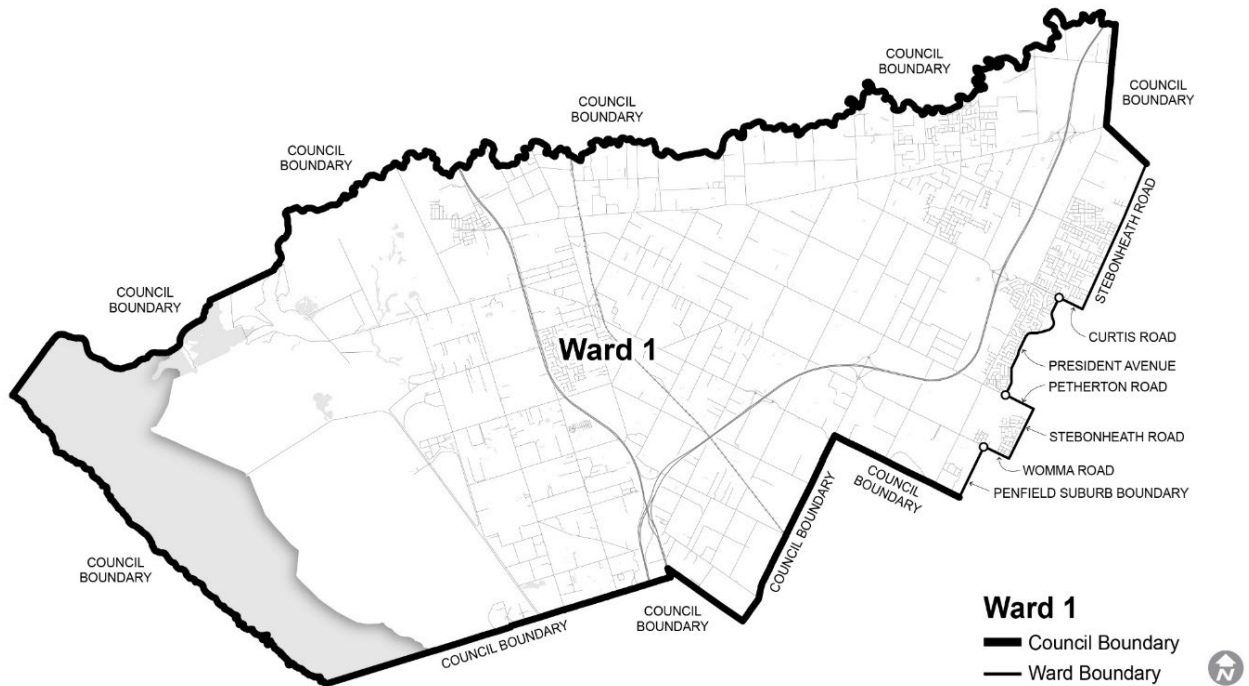 COUNCIL
BOUNDARY
COUNCIL
BOUNDARY
COUNCIL
BOUNDARY
COUNCIL
BOUNDARY
COUNCIL
BOUNDARY
STEBONHEATH ROAD
CURTIS ROAD
PRESIDENT AVENUE
PETHERTON ROAD
STEBONHEATH ROAD
WOMMA ROAD
PENFIELD SUBURB BOUNDARY
Ward 1
COUNCIL
BOUNDARY
COUNCIL BOUNDARY
COUNCIL
BOUNDARY
COUNCIL
BOUNDARY
COUNCIL BOUNDARY
Ward 1
Council Boundary
Ward Boundary
N